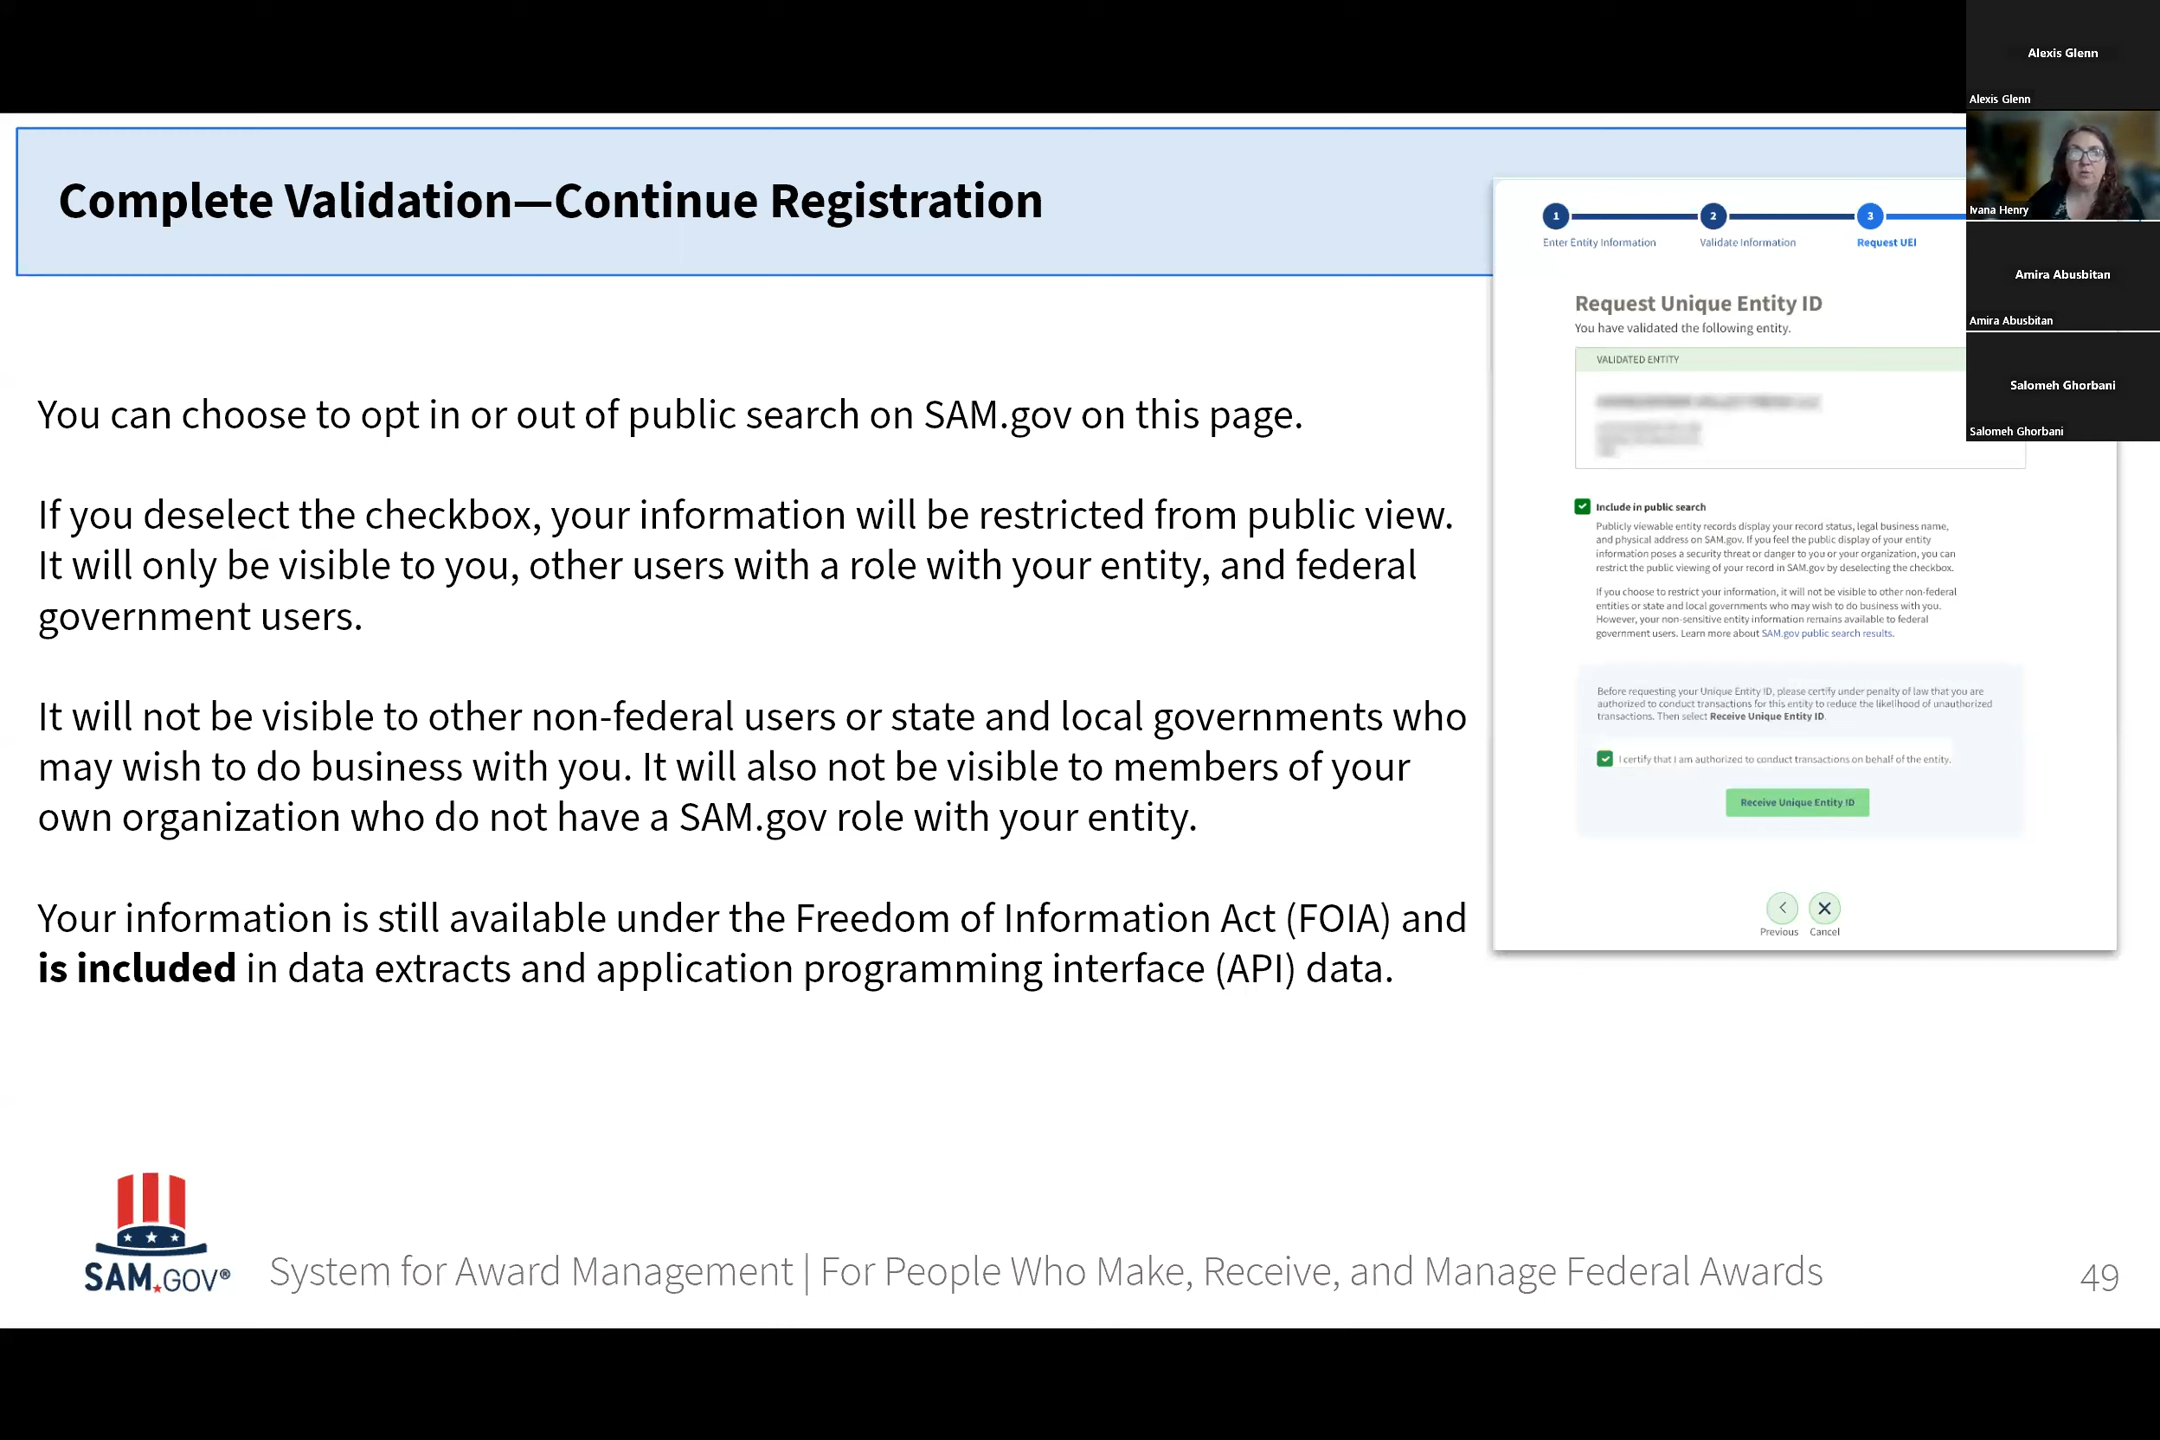 Complete Validation—Continue Registration
You can choose to opt in or out of public search on SAM.gov on this page.
If you deselect the checkbox, your information will be restricted from public view.
It will only be visible to you, other users with a role with your entity, and federal
government users.
It will not be visible to other non-federal users or state and local governments who
may wish to do business with you. It will also not be visible to members of your
own organization who do not have a SAM.gov role with your entity.
Your information is still available under the Freedom of Information Act (FOIA) and
is included in data extracts and application programming interface (API) data.
1
2
3
Enter Entity Information
Validate Information
Request UEI
Request Unique Entity ID
You have validated the following entity.
VALIDATED ENTITY
Include in public search
Publicly viewable entity records display your record status, legal business name,
and physical address on SAM.gov. If you feel the public display of your entity
information poses a security threat or danger to you or your organization, you can
restrict the public viewing of your record in SAM.gov by deselecting the checkbox.
If you choose to restrict your information, it will not be visible to other non-federal
entities or state and local governments who may wish to do business with you.
However, your non-sensitive entity information remains available to federal
government users. Learn more about SAM.gov public search results.
Before requesting your Unique Entity ID, please certify under penalty of law that you are
authorized to conduct transactions for this entity to reduce the likelihood of unauthorized
transactions. Then select Receive Unique Entity ID.
I certify that I am authorized to conduct transactions on behalf of the entity.
Receive Unique Entity ID
Previous
Cancel
Alexis Glenn
Alexis Glenn
Ivana Henry
Amira Abusbitan
Amira Abusbitan
Salomeh Ghorbani
Salomeh Ghorbani
SAM.GOV®
System for Award Management | For People Who Make, Receive, and Manage Federal Awards
49